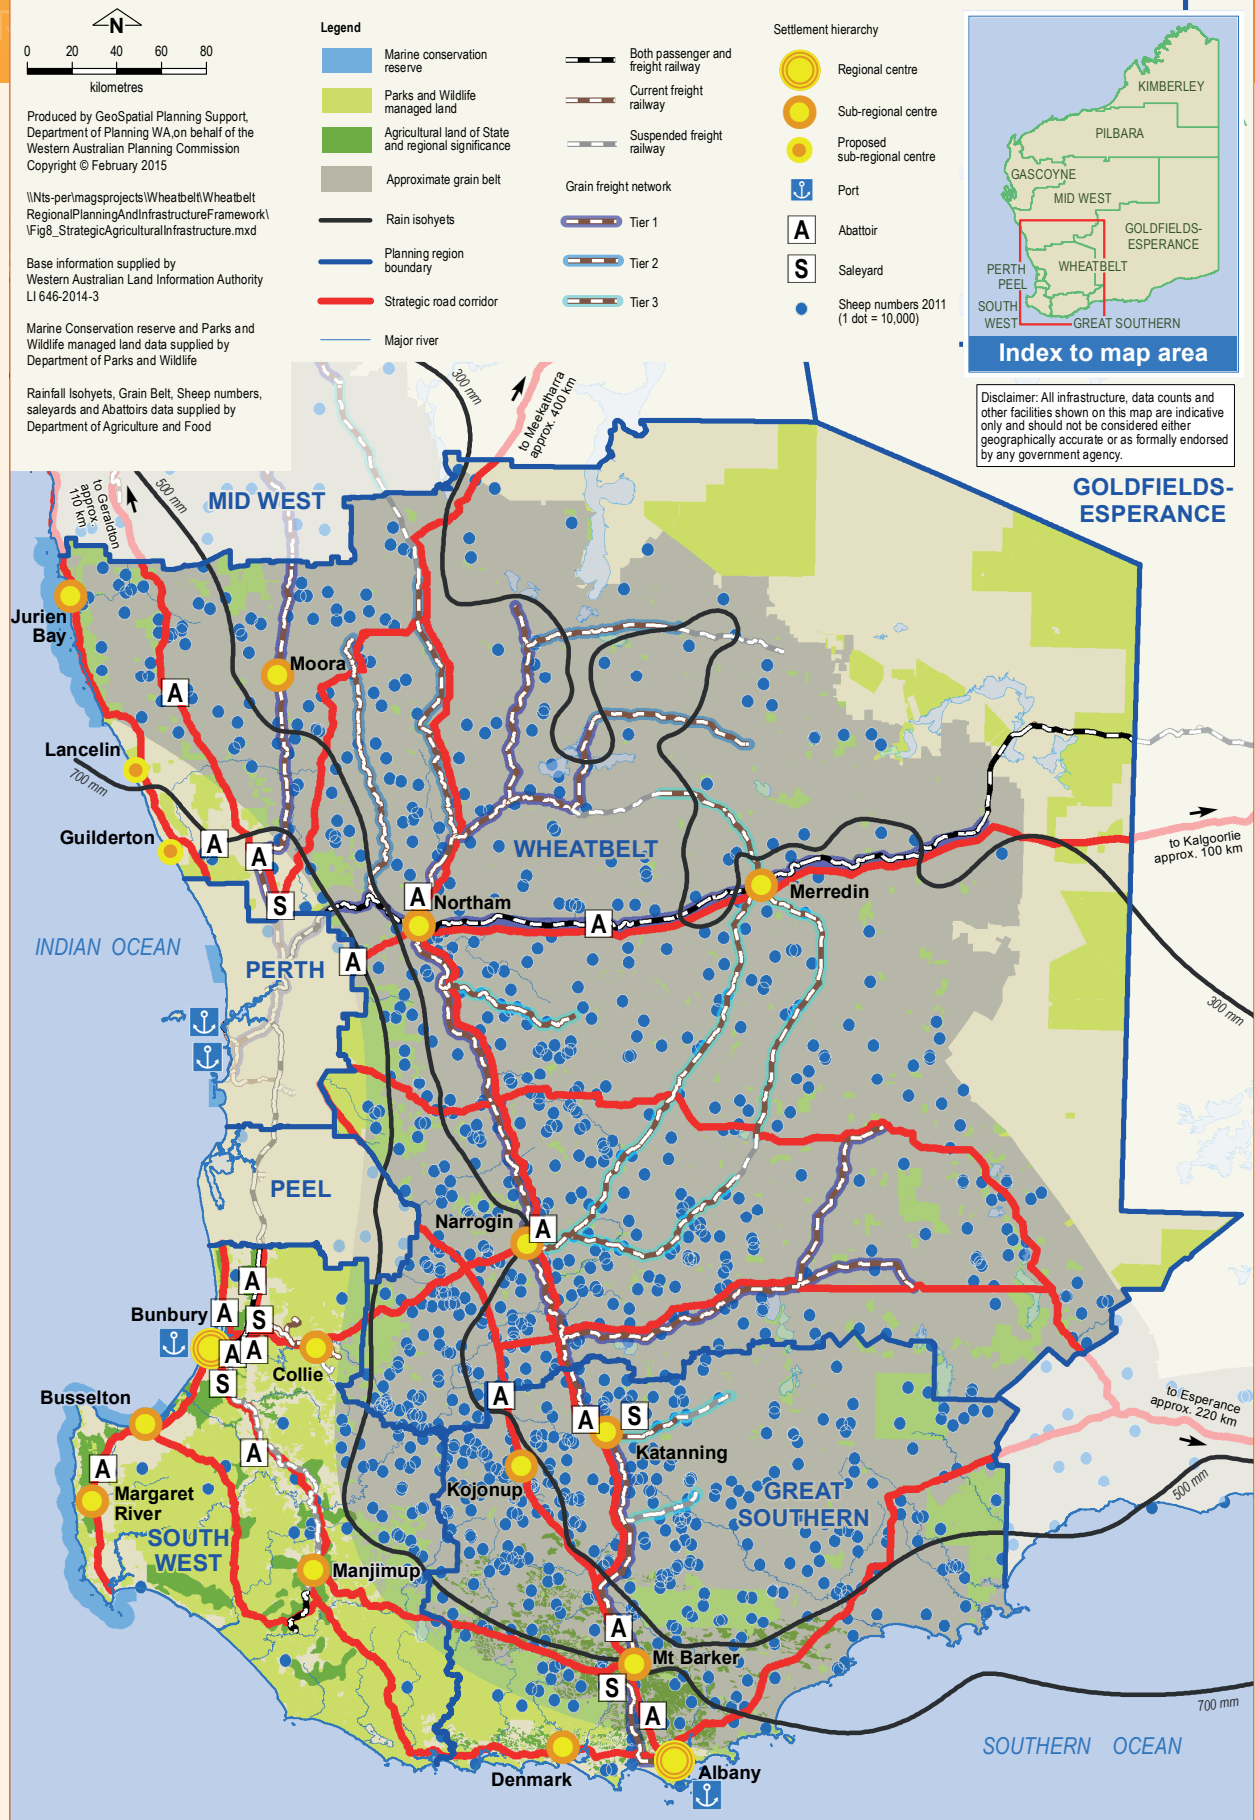 N
0 20 40 60 80
kilometres
Produced by GeoSpatial Planning Support,
Department of Planning WA,on behalf of the
Western Australian Planning Commission
Copyright © February 2015
\\Nts-per\magsprojects\Wheatbelt\Wheatbelt
RegionalPlanningAndInfrastructureFramework\
\Fig8_StrategicAgriculturalInfrastructure.mxd
Base information supplied by
Western Australian Land Information Authority
LI 646-2014-3
Marine Conservation reserve and Parks and
Wildlife managed land data supplied by
Department of Parks and Wildlife
Rainfall Isohyets, Grain Belt, Sheep numbers,
saleyards and Abattoirs data supplied by
Department of Agriculture and Food
Legend
Marine conservation
reserve
Parks and Wildlife
managed land
Agricultural land of State
and regional significance
Approximate grain belt
Rain isohyets
Planning region
boundary
Strategic road corridor
Major river
Both passenger and
freight railway
Current freight
railway
Suspended freight
railway
Grain freight network
Tier 1
Tier 2
Tier 3
Settlement hierarchy
Regional centre
Sub-regional centre
Proposed
sub-regional centre
Port
A
Abattoir
S
Saleyard
Sheep numbers 2011
(1 dot = 10,000)
KIMBERLEY
PILBARA
GASCOYNE
MID WEST
GOLDFIELDS-
ESPERANCE
PERTH
PEEL
WHEATBELT
SOUTH
WEST
GREAT SOUTHERN
Index to map area
Disclaimer: All infrastructure, data counts and
other facilities shown on this map are indicative
only and should not be considered either
geographically accurate or as formally endorsed
by any government agency.
300 mm
to Meekatharra
approx. 400 km
500 mm
to Geraldton
approx.
110 km
MID WEST
GOLDFIELDS-
ESPERANCE
Jurien
Bay
Moora
A
Lancelin
700 mm
Guilderton
A
A
WHEATBELT
to Kalgoorlie
approx. 100 km
Merredin
A
Northam
S
A
INDIAN OCEAN
PERTH
A
300 mm
PEEL
Narrogin
A
A
Bunbury
A
S
A
A
Collie
S
Busselton
A
A
S
to Esperance
approx. 220 km
Katanning
A
A
Margaret
River
Kojonup
GREAT
SOUTHERN
500 mm
SOUTH
WEST
Manjimup
A
Mt Barker
S
A
700 mm
SOUTHERN OCEAN
Denmark
Albany